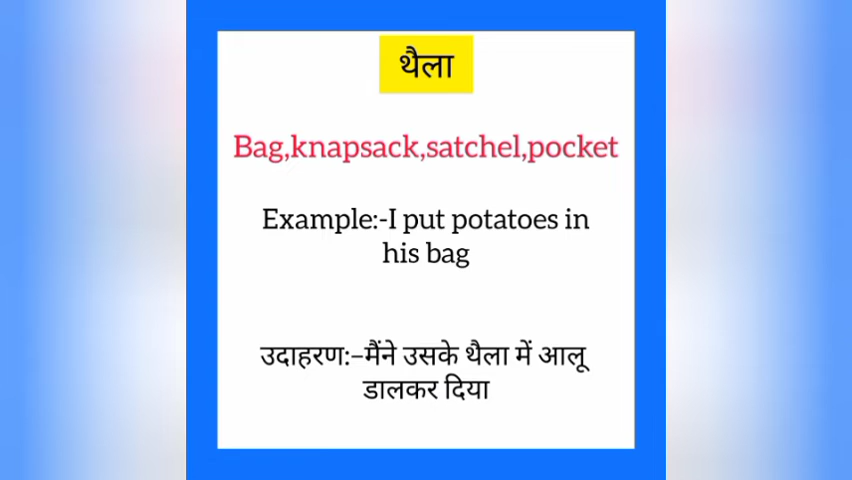 थैला
Bag,knapsack,satchel,pocket
Example:-I put potatoes in
his bag
उदाहरण:–मैंने उसके थैला में आलू
डालकर दिया